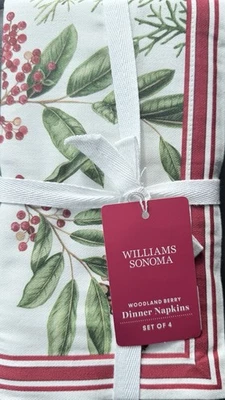 WILLIAMS
SONOMA
WOODLAND BERRY
Dinner Napkins
SET OF 4